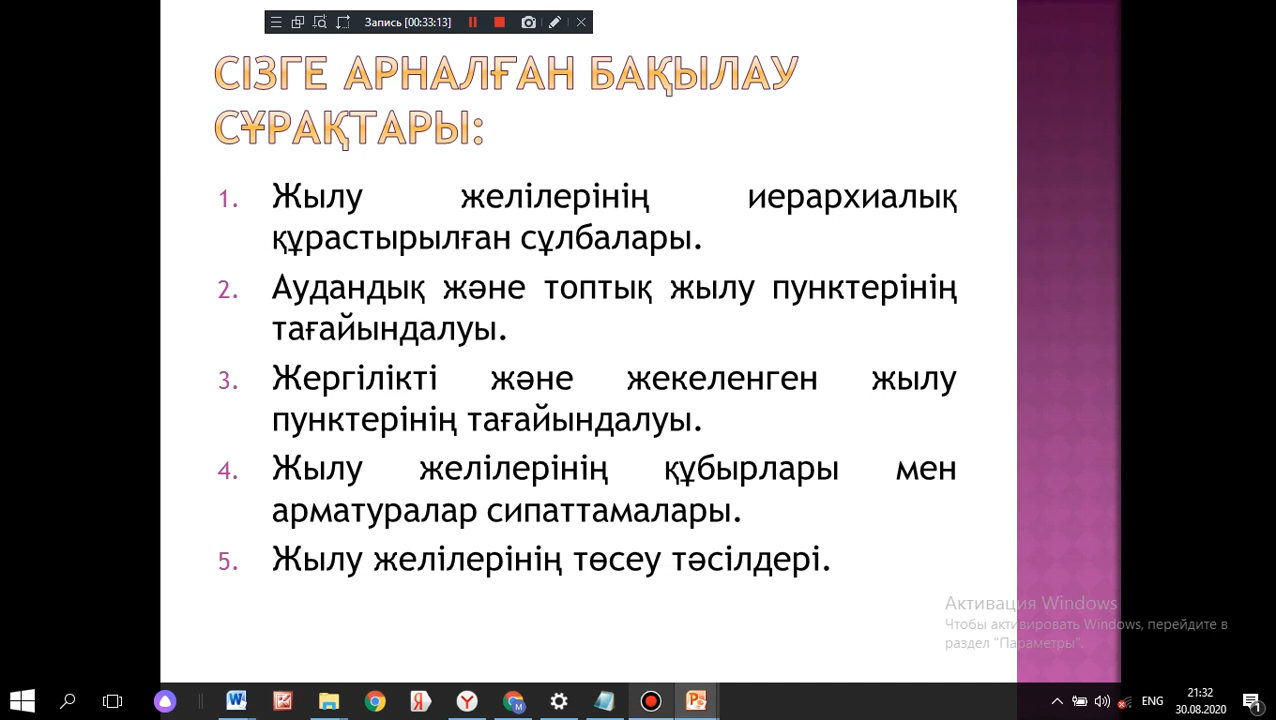 Запись [00:33:13]
СІЗГЕ АРНАЛҒАН БАҚЫЛАУ
СҰРАҚТАРЫ:
1. Жылу желілерінің иерархиалық
құрастырылған сұлбалары.
2. Аудандық және топтық жылу пунктерінің
тағайындалуы.
3. Жергілікті және жекеленген жылу
пунктерінің тағайындалуы.
4. Жылу желілерінің құбырлары мен
арматуралар сипаттамалары.
5. Жылу желілерінің төсеу тәсілдері.
Активация Windows
Чтобы активировать Windows, перейдите в
раздел "Параметры".
ENG
21:32
30.08.2020